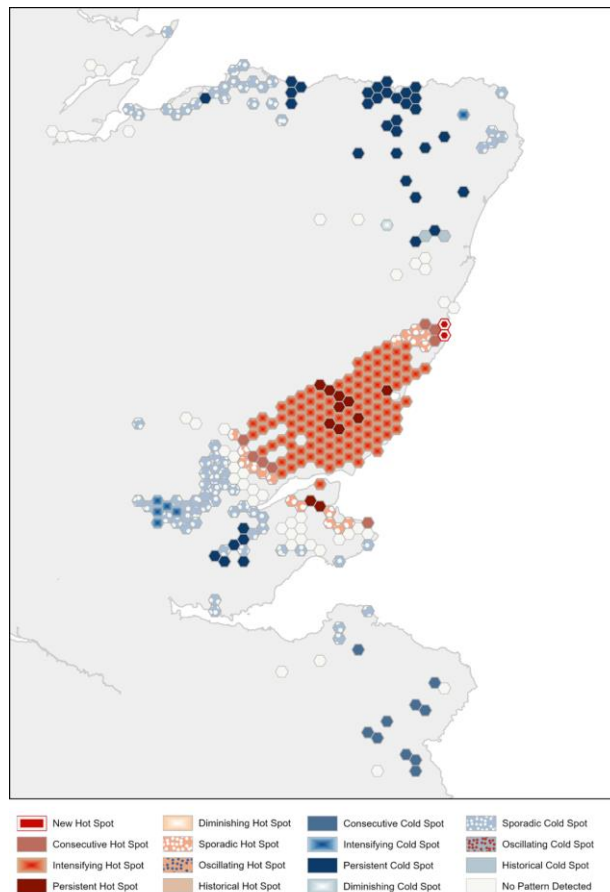 New Hot Spot Diminishing Hot Spot Consecutive Cold Spot Sporadic Cold Spot
Consecutive Hot Spot Sporadic Hot Spot Intensifying Cold Spot Oscillating Cold Spot
Intensifying Hot Spot Oscillating Hot Spot Persistent Cold Spot Historical Cold Spot
Persistent Hot Spot Historical Hot Spot Diminishing Cold Spot No Pattern Detected